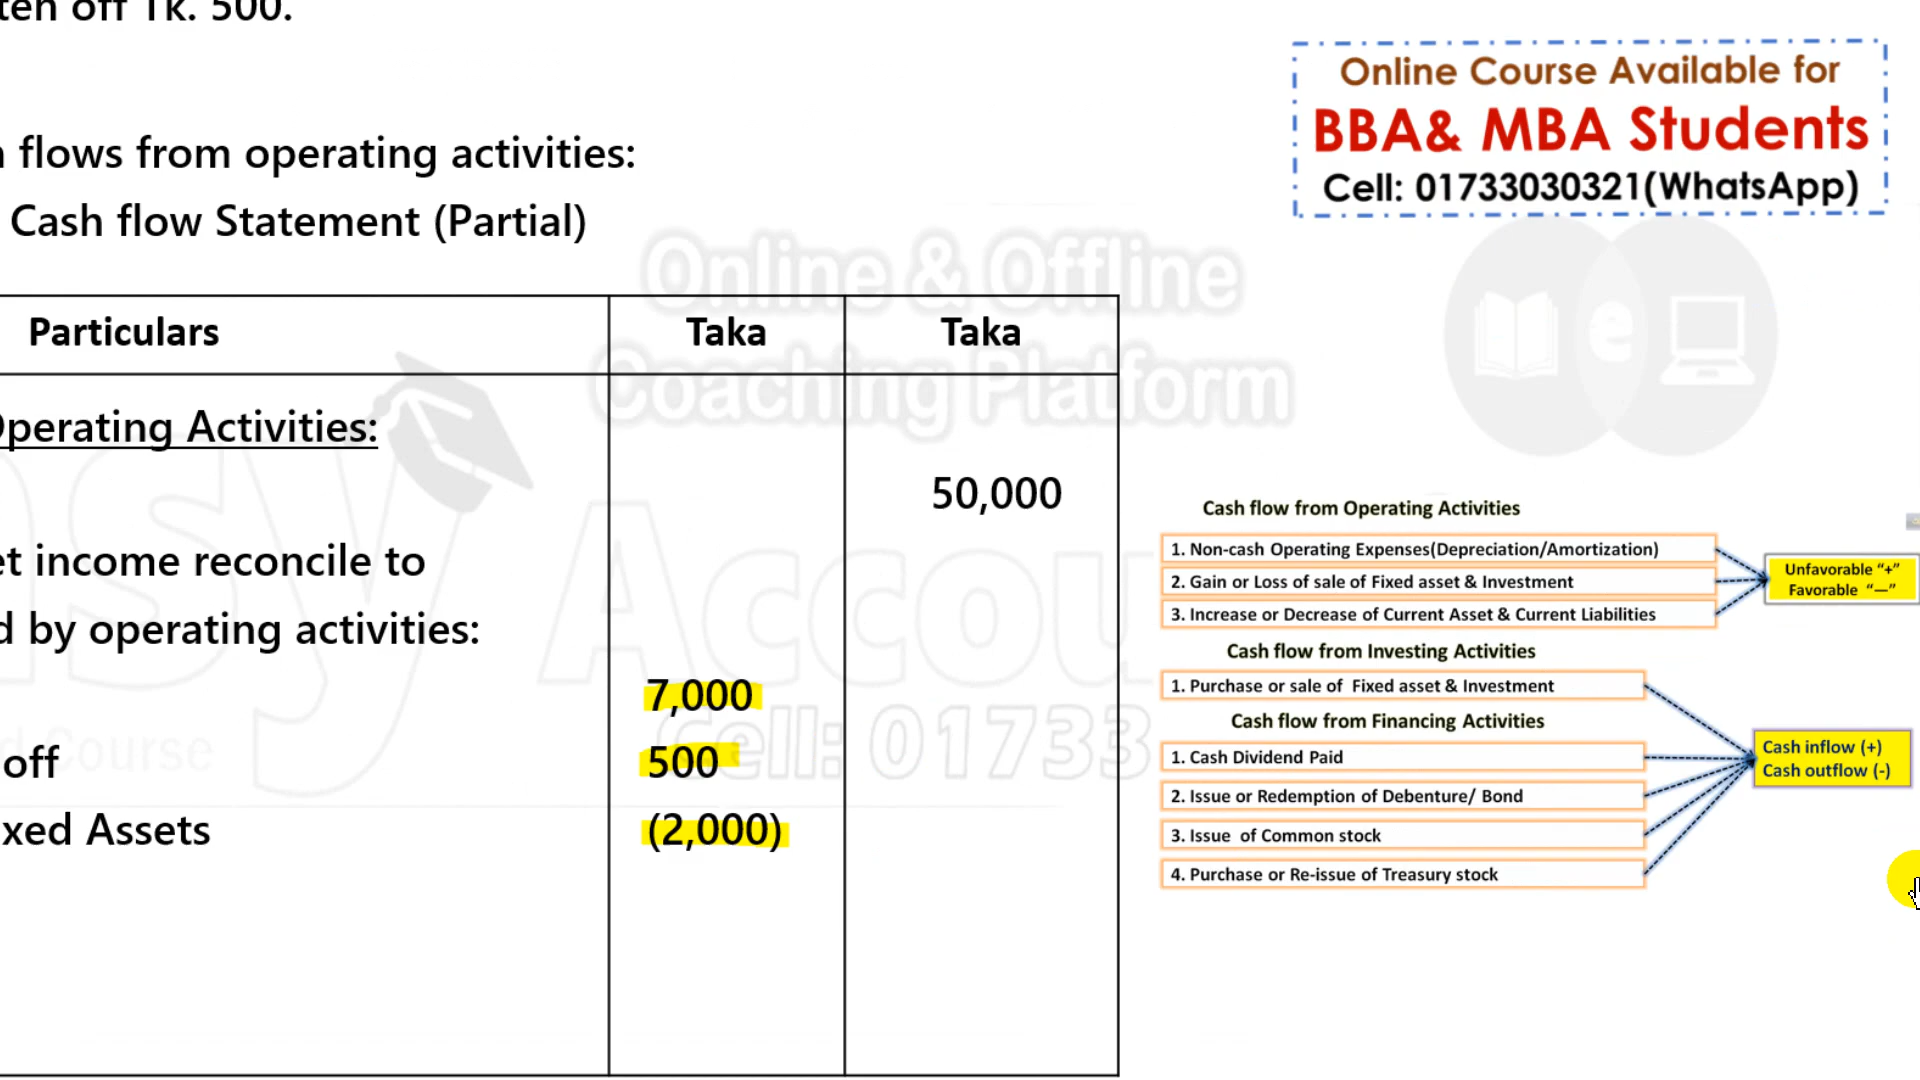 off Tk. 500.
Online Course Available for
BBA& MBA Students
Cell: 01733030321(WhatsApp)
flows from operating activities:
Cash flow Statement (Partial)
Online & Offline
Coaching Platform
Particulars Taka Taka
Operating Activities:
50,000
income reconcile to
by operating activities:
7,000
off 500
Assets (2,000)
Accou
Cell: 01733
Course
e
Cash flow from Operating Activities
1. Non-cash Operating Expenses(Depreciation/Amortization)
2. Gain or Loss of sale of Fixed asset & Investment
3. Increase or Decrease of Current Asset & Current Liabilities
Unfavorable “+”
Favorable “—”
Cash flow from Investing Activities
1. Purchase or sale of Fixed asset & Investment
Cash flow from Financing Activities
1. Cash Dividend Paid
2. Issue or Redemption of Debenture/ Bond
3. Issue of Common stock
4. Purchase or Re-issue of Treasury stock
Cash inflow (+)
Cash outflow (-)